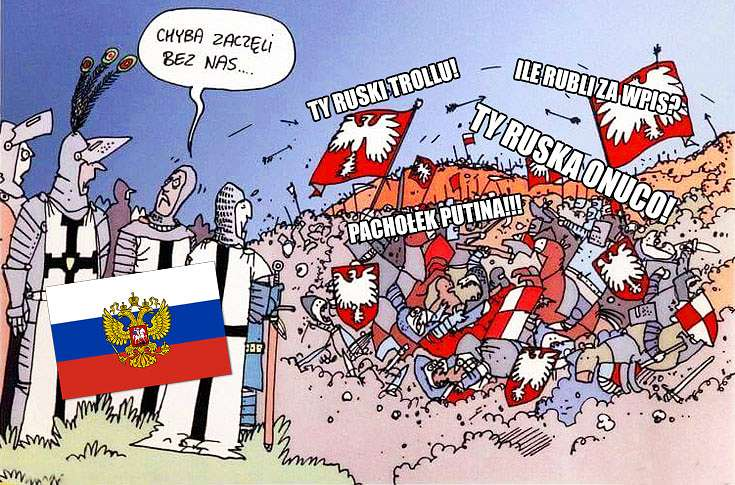 CHYBA ZACZĘLI
BEZ NAS....
TY RUSKI TROLLU!
ILE RUBLI ZA WPIS?
TY RUSKA ONUCO!
PACHOŁEK PUTINA!!!